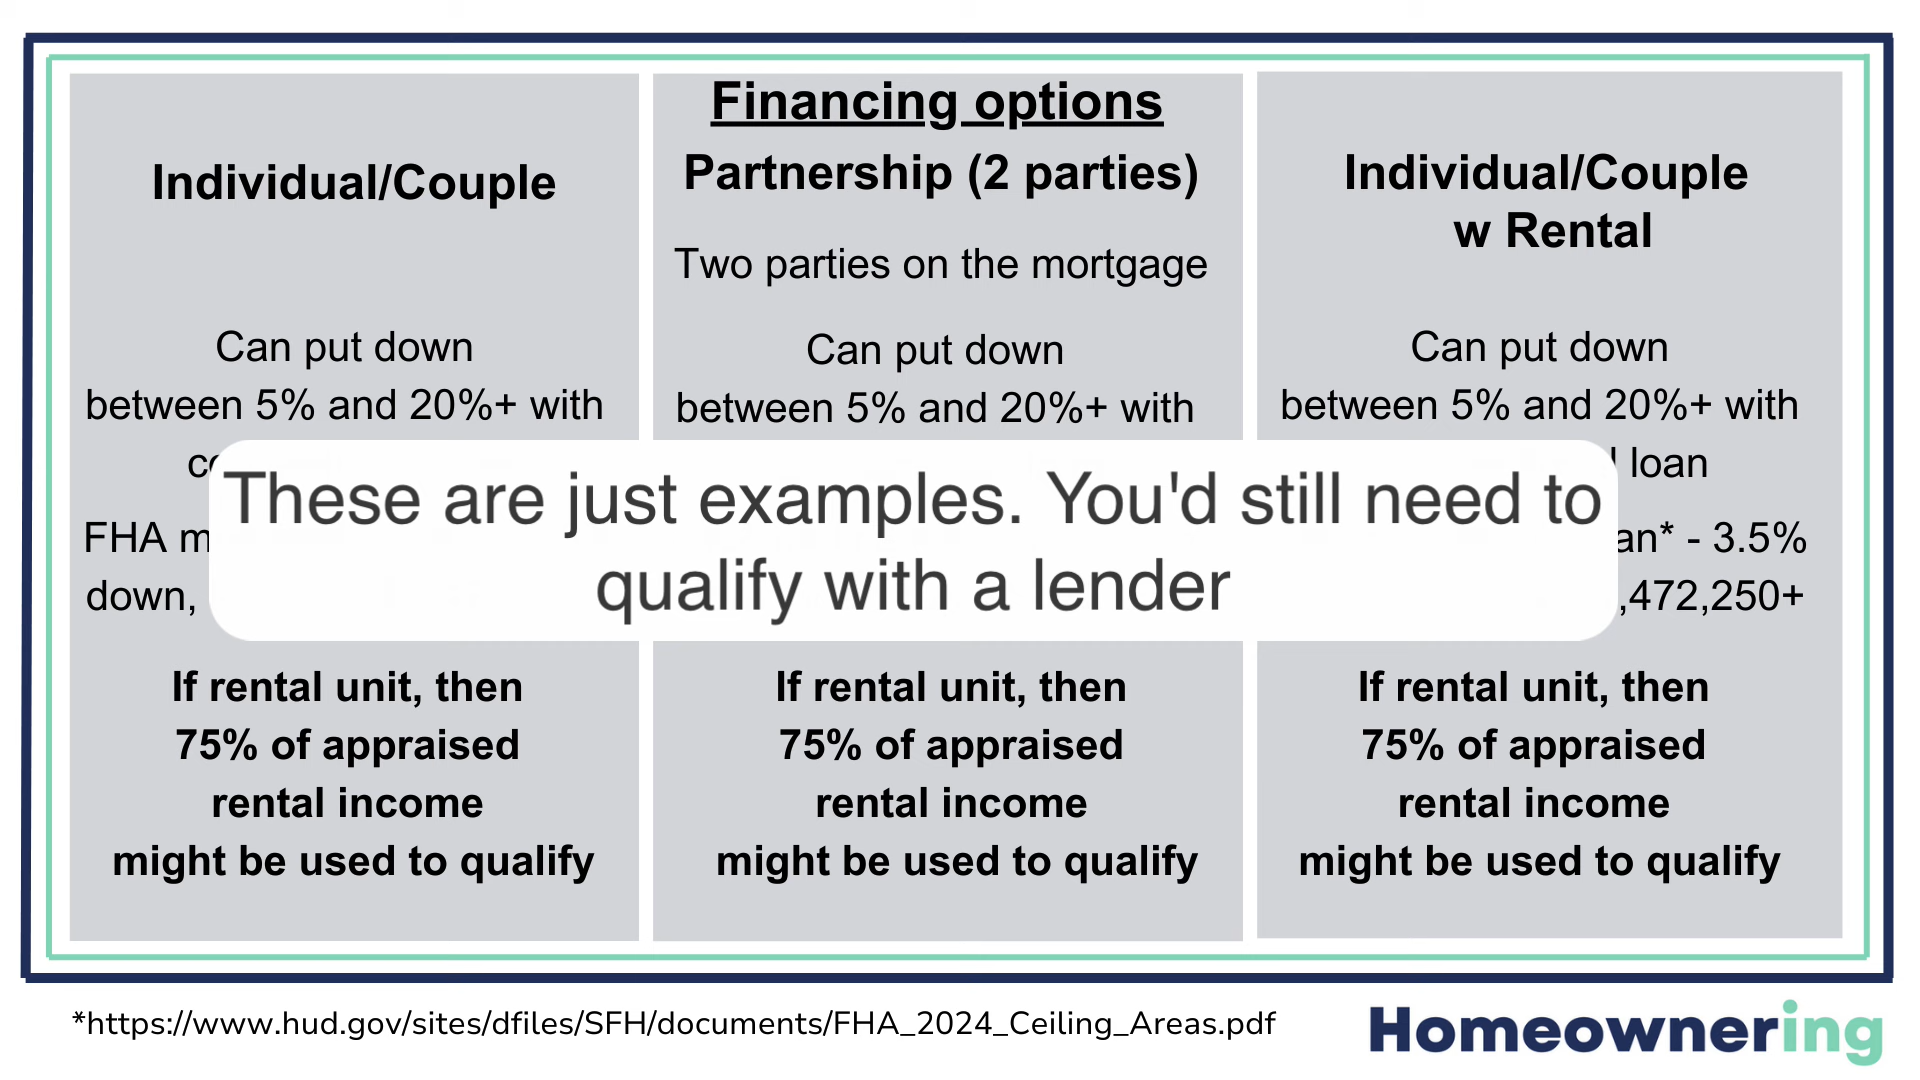 Financing options
Individual/Couple
Can put down
between 5% and 20%+ with
FHA
down,
If rental unit, then
75% of appraised
rental income
might be used to qualify
Partnership (2 parties)
Two parties on the mortgage
Can put down
between 5% and 20%+ with
If rental unit, then
75% of appraised
rental income
might be used to qualify
Individual/Couple
w Rental
Can put down
between 5% and 20%+ with
loan
- 3.5%
,472,250+
If rental unit, then
75% of appraised
rental income
might be used to qualify
These are just examples. You'd still need to
qualify with a lender
*https://www.hud.gov/sites/dfiles/SFH/documents/FHA_2024_Ceiling_Areas.pdf
Homeownering